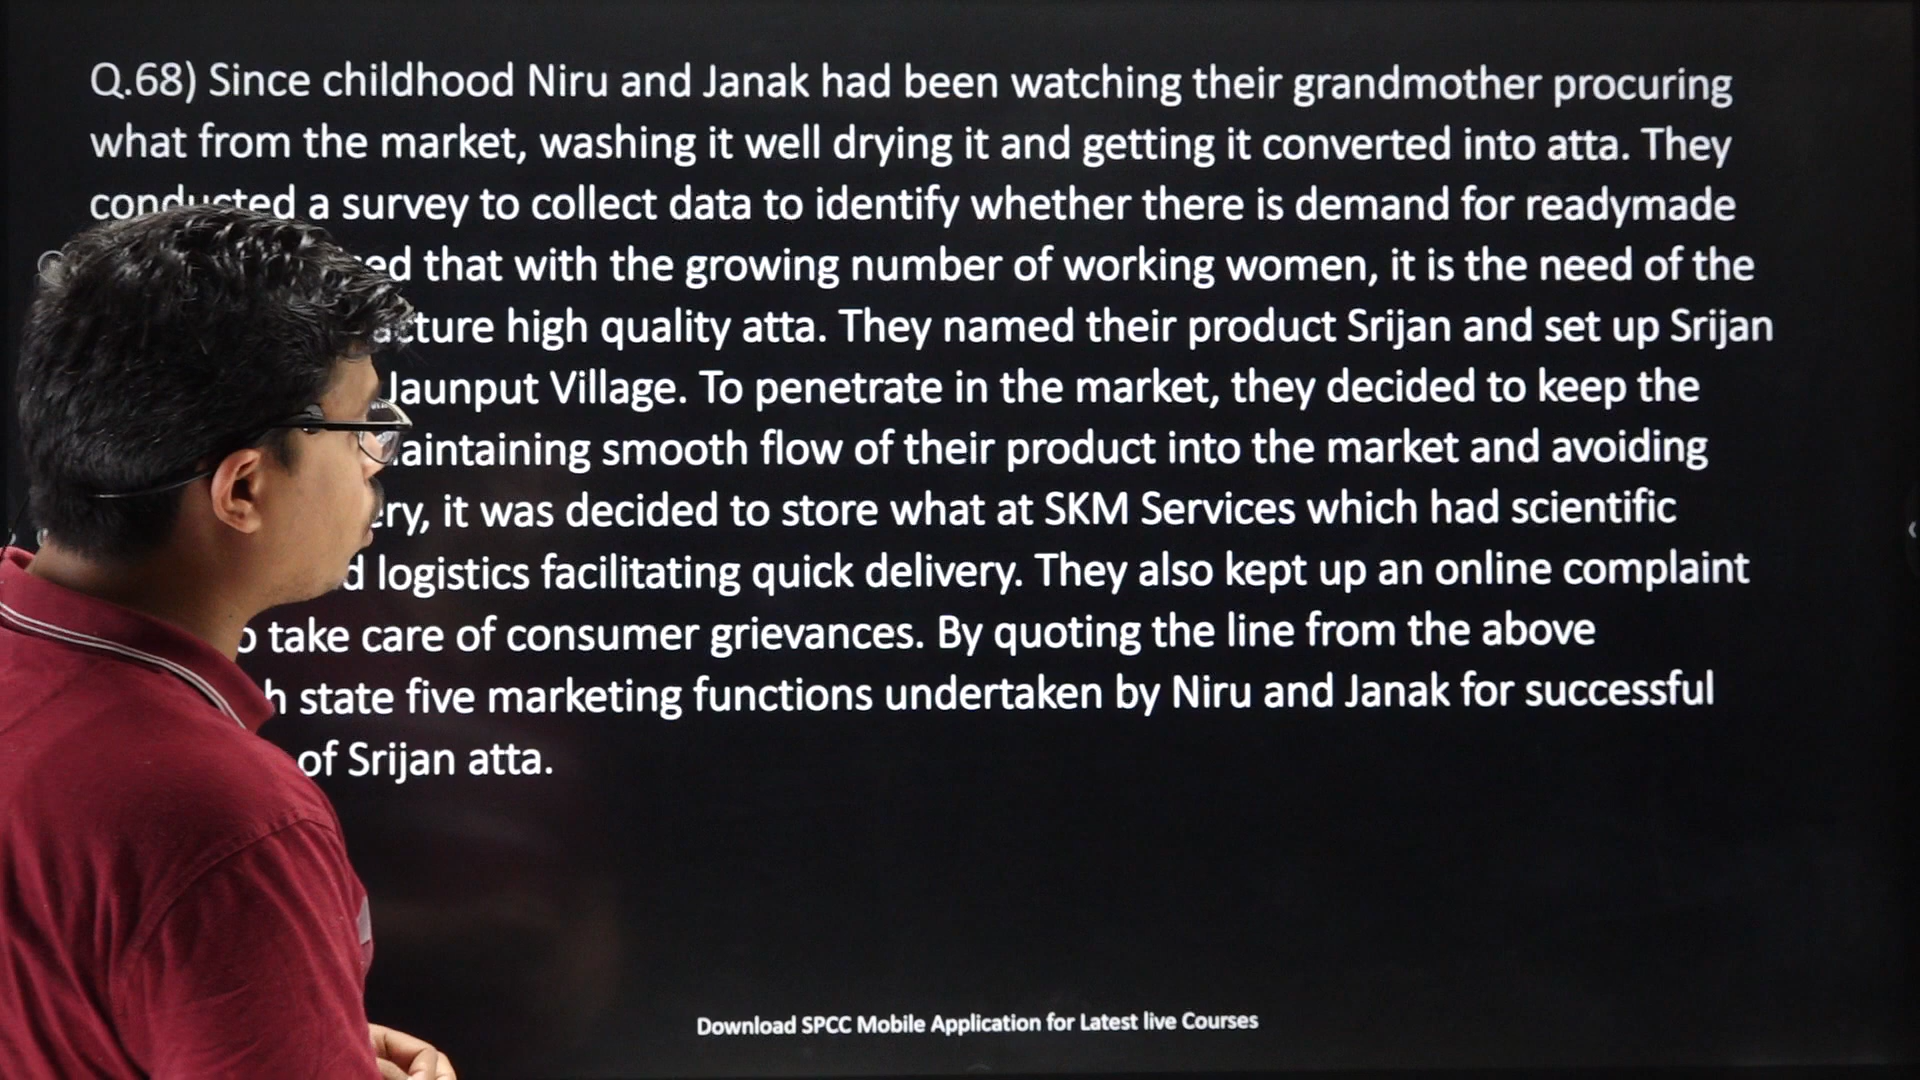 Q.68) Since childhood Niru and Janak had been watching their grandmother procuring
what from the market, washing it well drying it and getting it converted into atta. They
conducted a survey to collect data to identify whether there is demand for readymade
that with the growing number of working women, it is the need of the
high quality atta. They named their product Srijan and set up Srijan
Jaunput Village. To penetrate in the market, they decided to keep the
smooth flow of their product into the market and avoiding
it was decided to store what at SKM Services which had scientific
logistics facilitating quick delivery. They also kept up an online complaint
take care of consumer grievances. By quoting the line from the above
state five marketing functions undertaken by Niru and Janak for successful
of Srijan atta.
Download SPCC Mobile Application for Latest live Courses